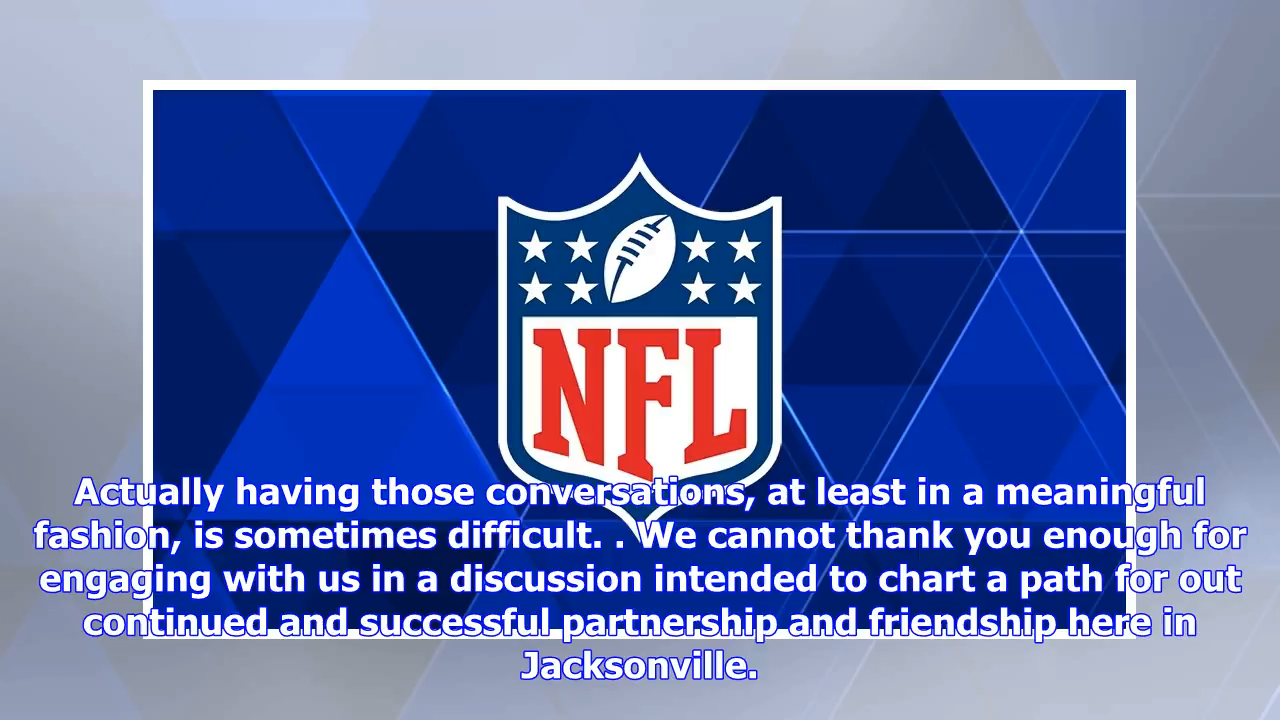 NFL
Actually having those conversations, at least in a meaningful
fashion, is sometimes difficult. . We cannot thank you enough for
engaging with us in a discussion intended to chart a path for out
continued and successful partnership and friendship here in
Jacksonville.